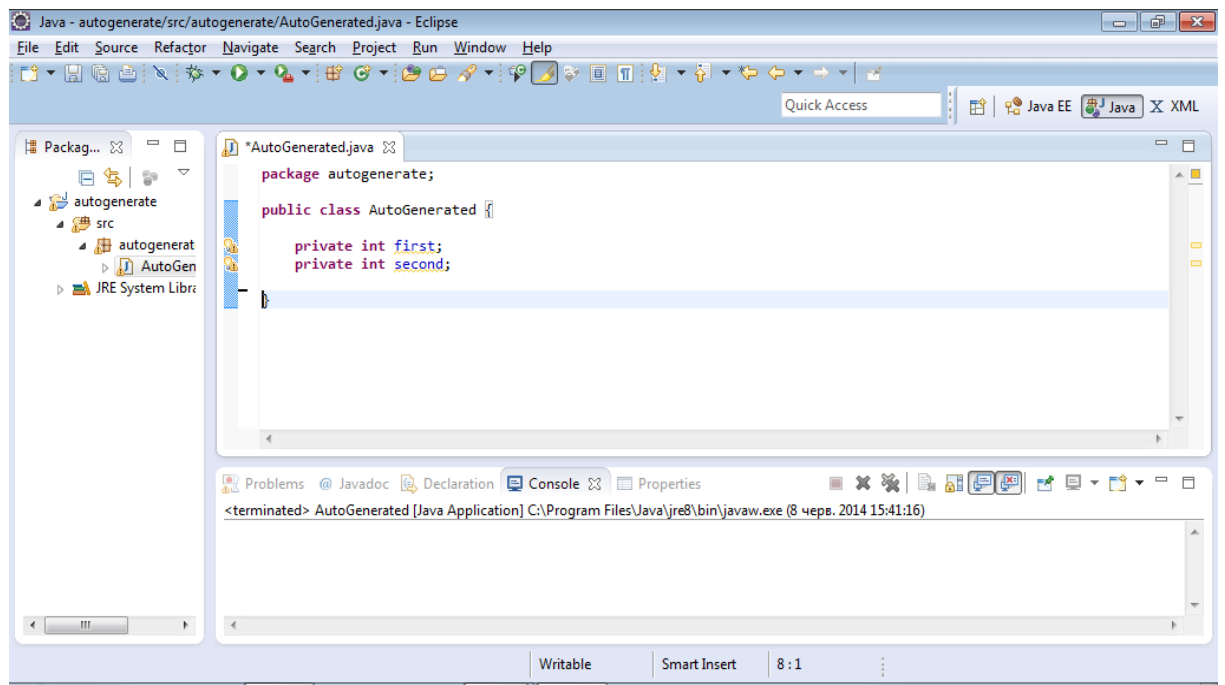 Java - autogenerate/src/autogenerate/AutoGenerated.java - Eclipse
File Edit Source Refactor Navigate Search Project Run Window Help
Quick Access Java EE Java XML
Packag...
*AutoGenerated.java
autogenerate
src
autogenerat
AutoGen
JRE System Libra
package autogenerate;
public class AutoGenerated {
private int first;
private int second;
}
Problems @ Javadoc Declaration Console Properties
<terminated> AutoGenerated [Java Application] C:\Program Files\Java\jre8\bin\javaw.exe (8 черв. 2014 15:41:16)
Writable Smart Insert 8 : 1